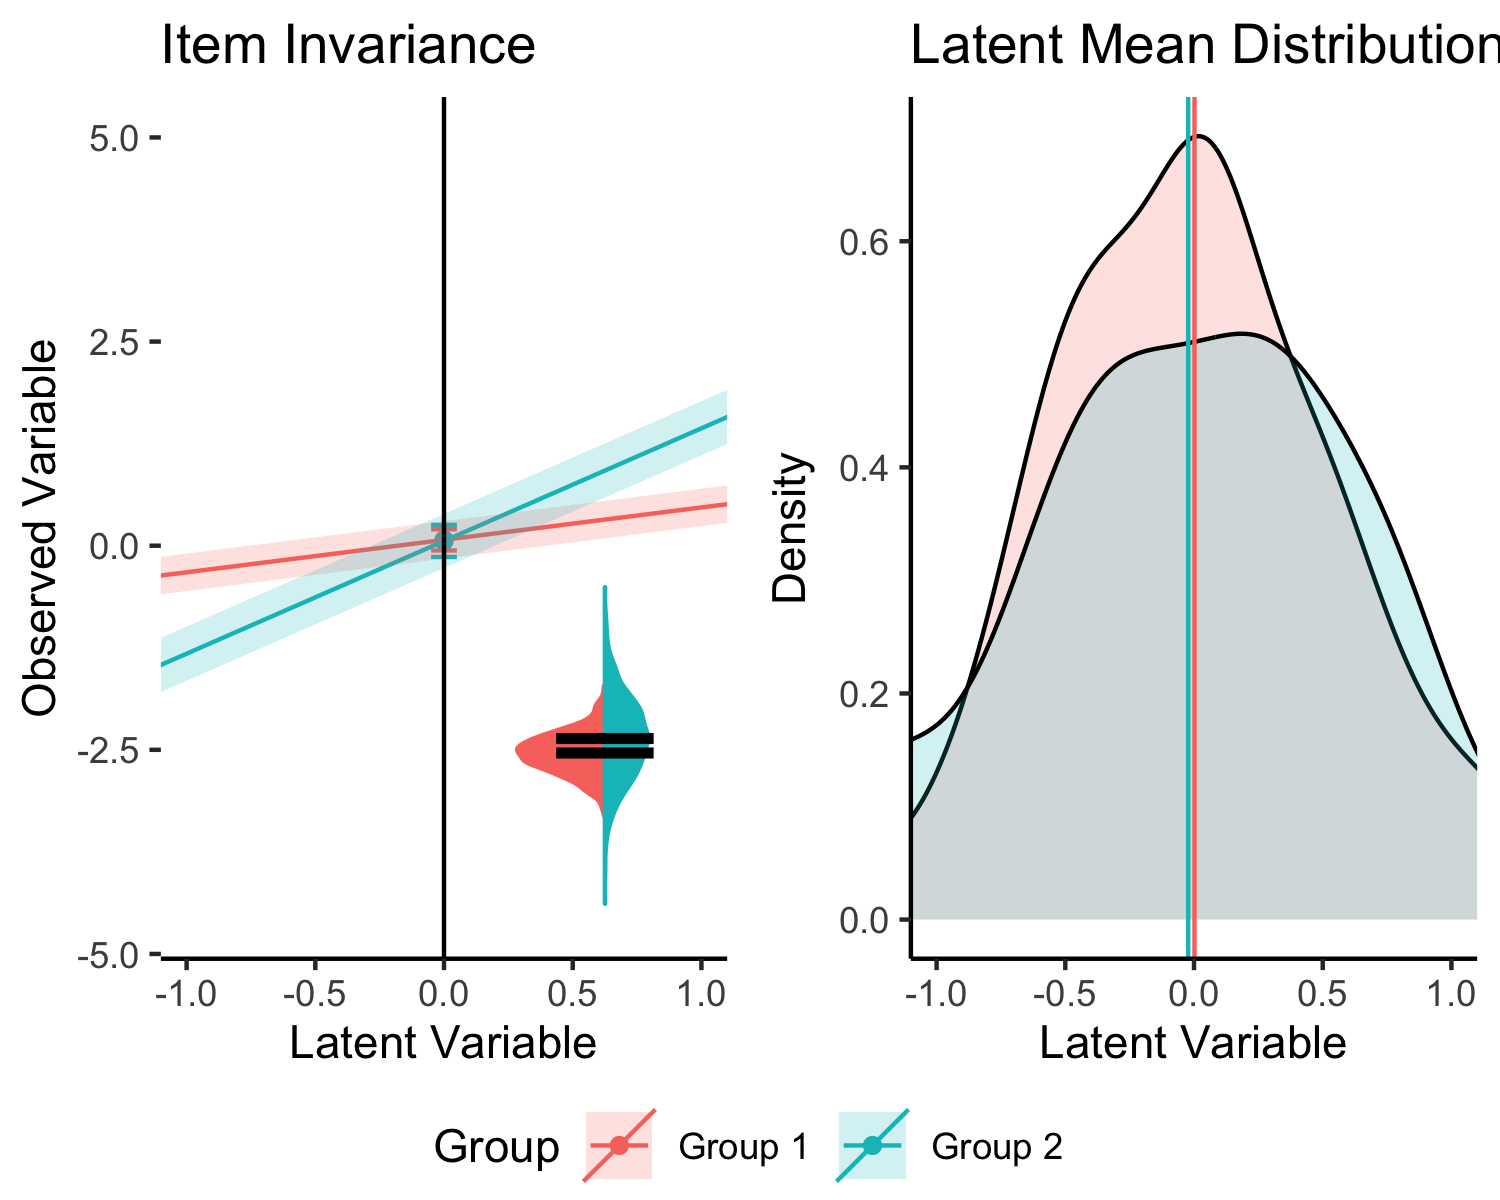 Item Invariance
5.0
2.5
0.0
-2.5
-5.0
Observed Variable
-1.0 -0.5 0.0 0.5 1.0
Latent Variable
Latent Mean Distribution
0.6
0.4
0.2
0.0
Density
-1.0 -0.5 0.0 0.5 1.0
Latent Variable
Group Group 1 Group 2